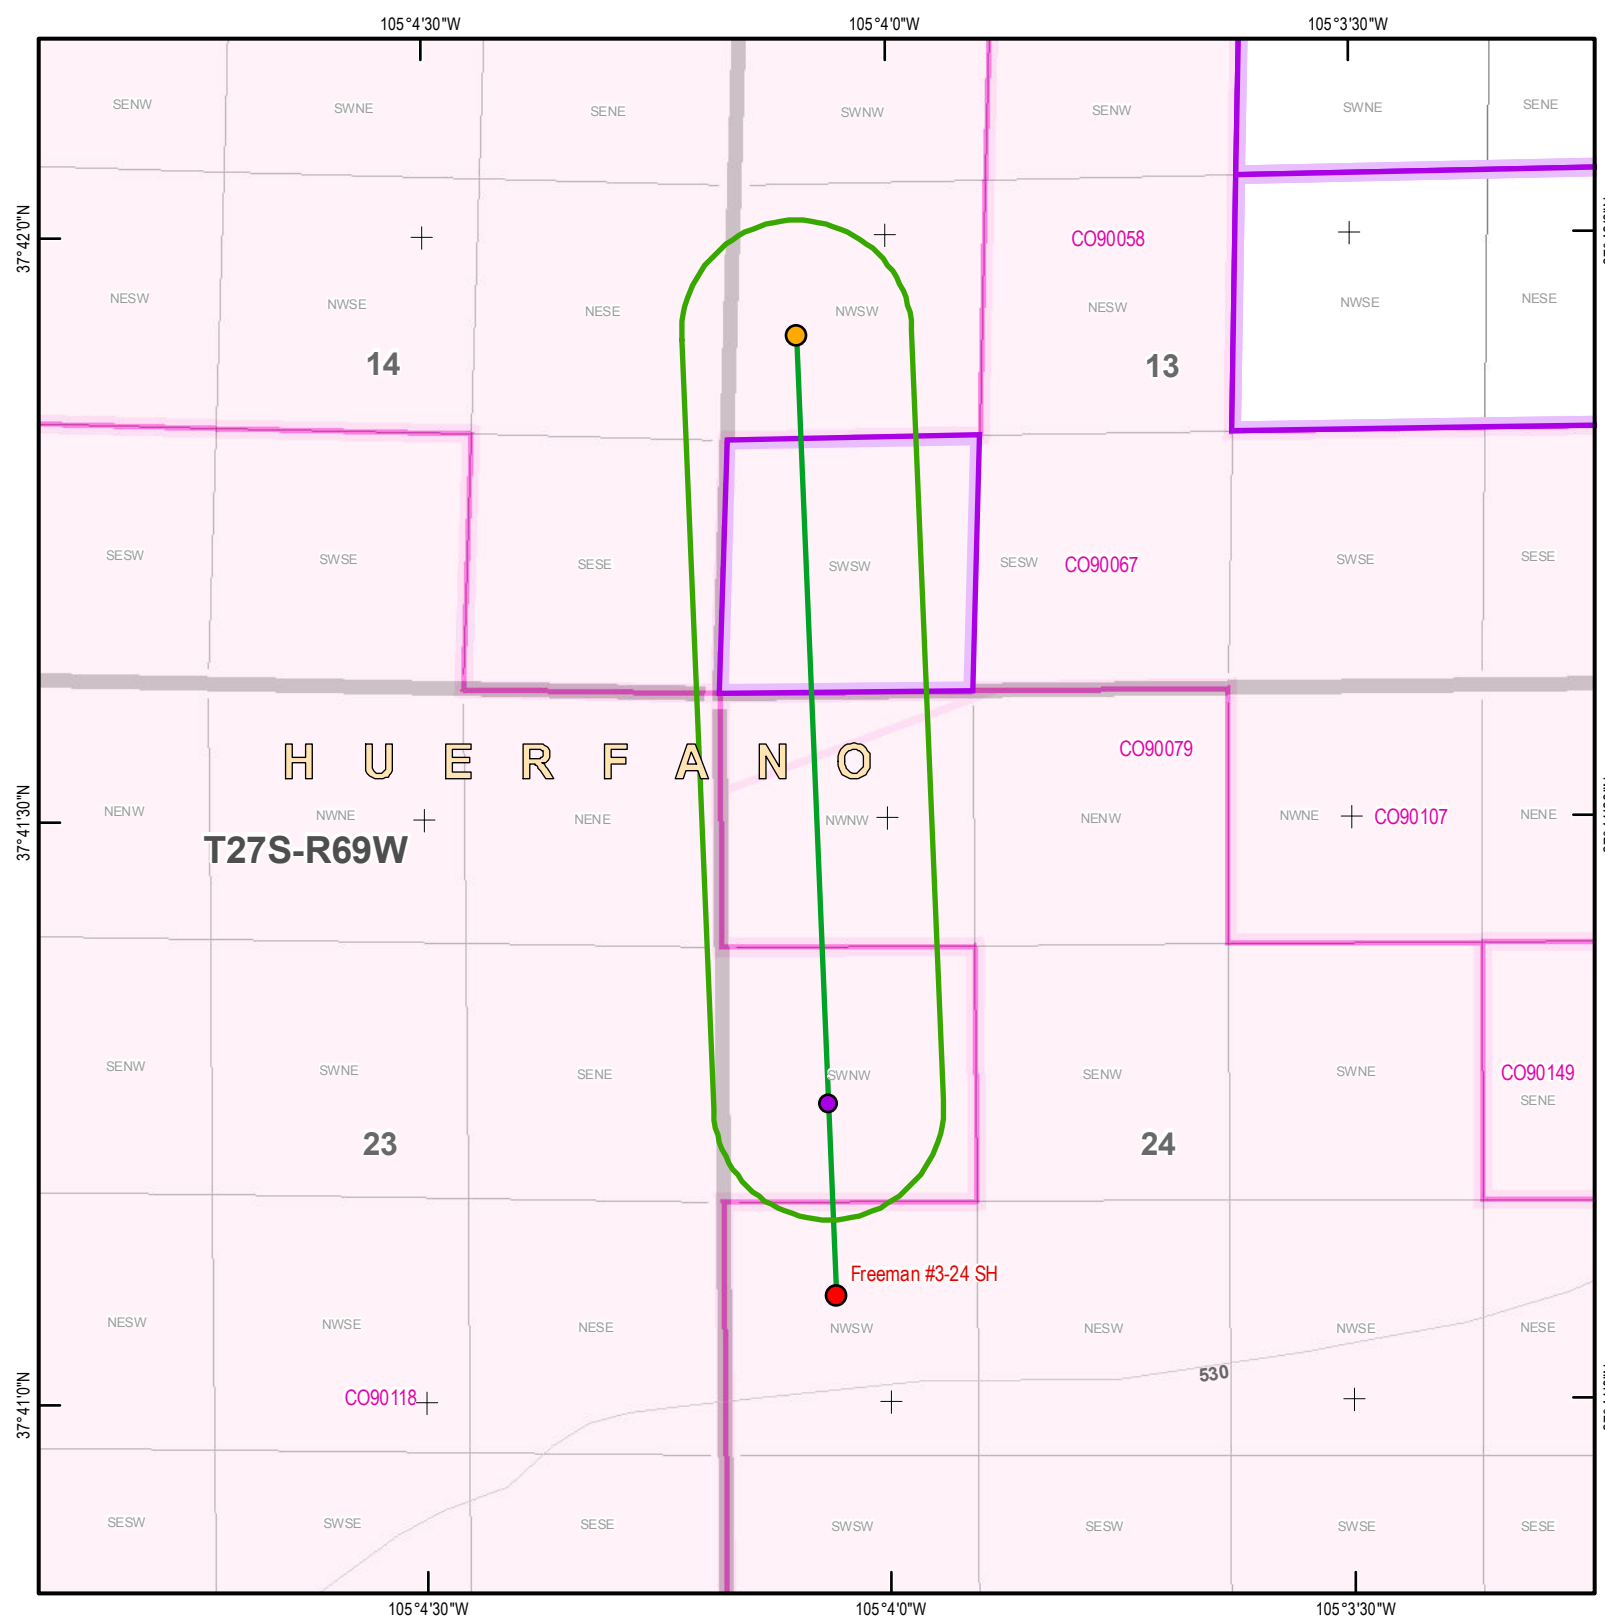 105°4'30"W 105°4'0"W 105°3'30"W
SENW SWNE SENE SWNW SENW SWNE SENE
37°42'0"N
CO90058
NESW NWSE NESE NWSW NESW NWSE NESE
14 13
SESW SWSE SESE SWSW SESW CO90067 SWSE SESE
HUERFANO
CO90079
37°41'30"N
NENW NWNE NENE NWNW NENW NWNE CO90107 NENE
T27S-R69W
SENW SWNE SENE SWNW SENW SWNE CO90149
SENE
23 24
Freeman #3-24 SH
NESW NWSE NESE NWSW NESW NWSE NESE
530
37°41'0"N
CO90118
SESW SWSE SESE SWSW SESW SWSE SESE
105°4'30"W 105°4'0"W 105°3'30"W